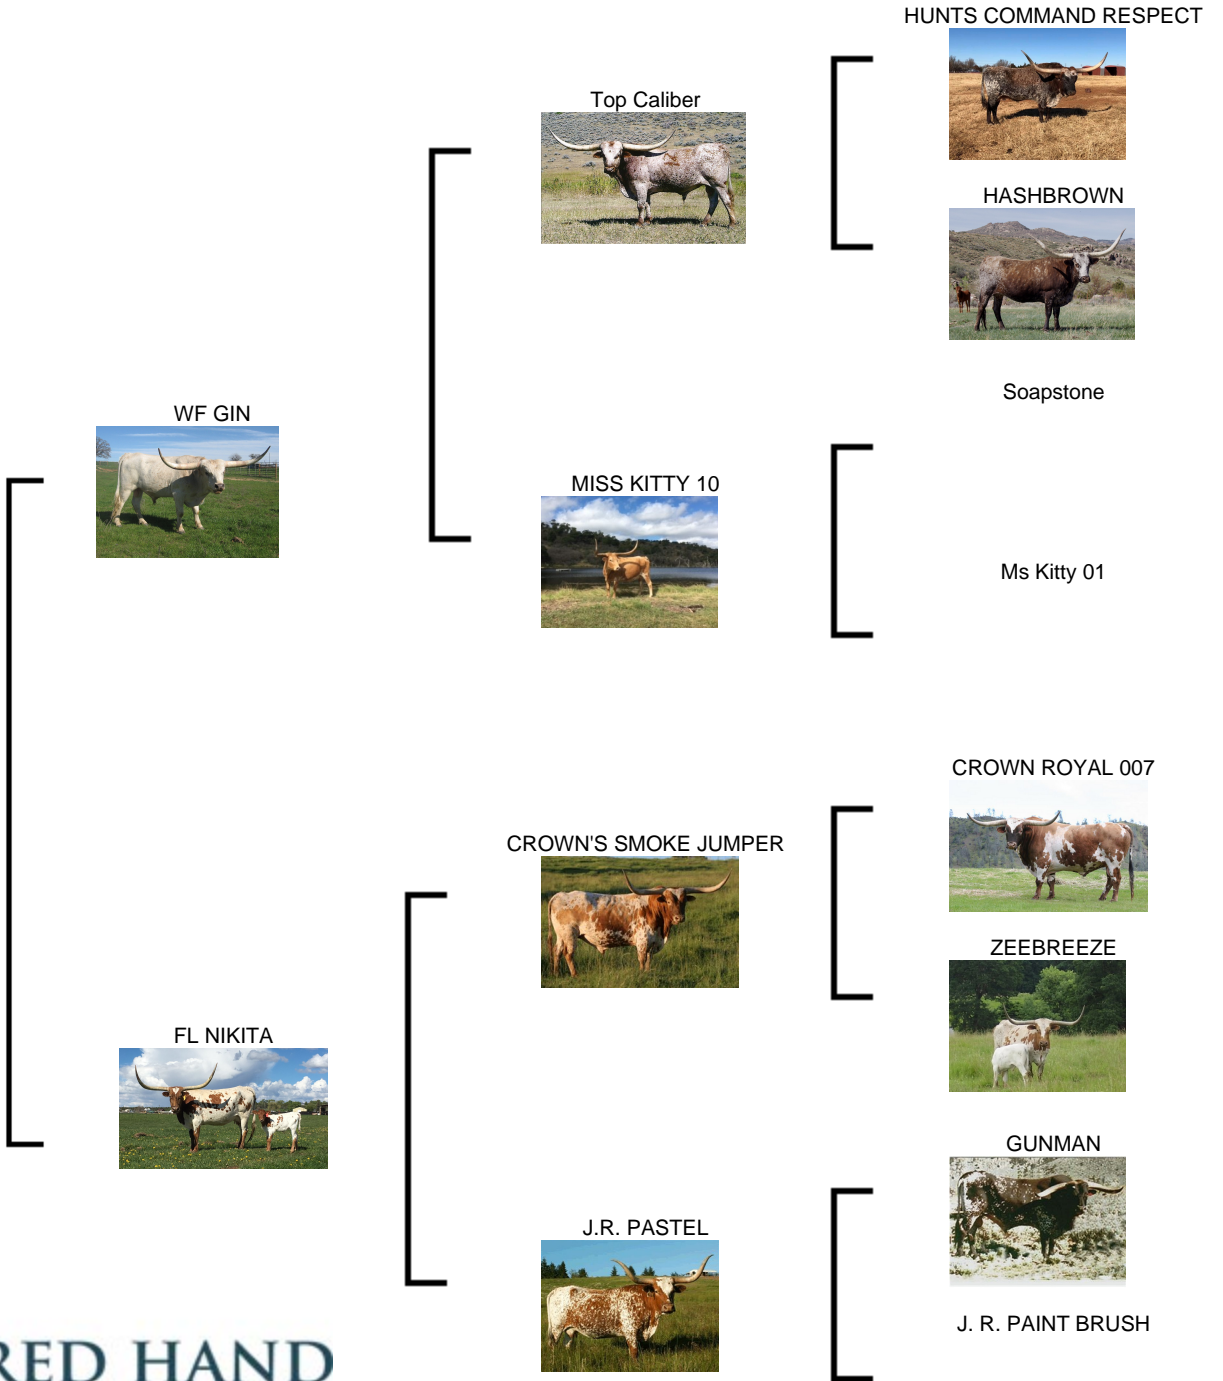 HUNTS COMMAND RESPECT
Top Caliber
HASHBROWN
WF GIN
Soapstone
MISS KITTY 10
Ms Kitty 01
CROWN ROYAL 007
CROWN'S SMOKE JUMPER
ZEEBREEZE
FL NIKITA
GUNMAN
J.R. PASTEL
J. R. PAINT BRUSH
RED HAND